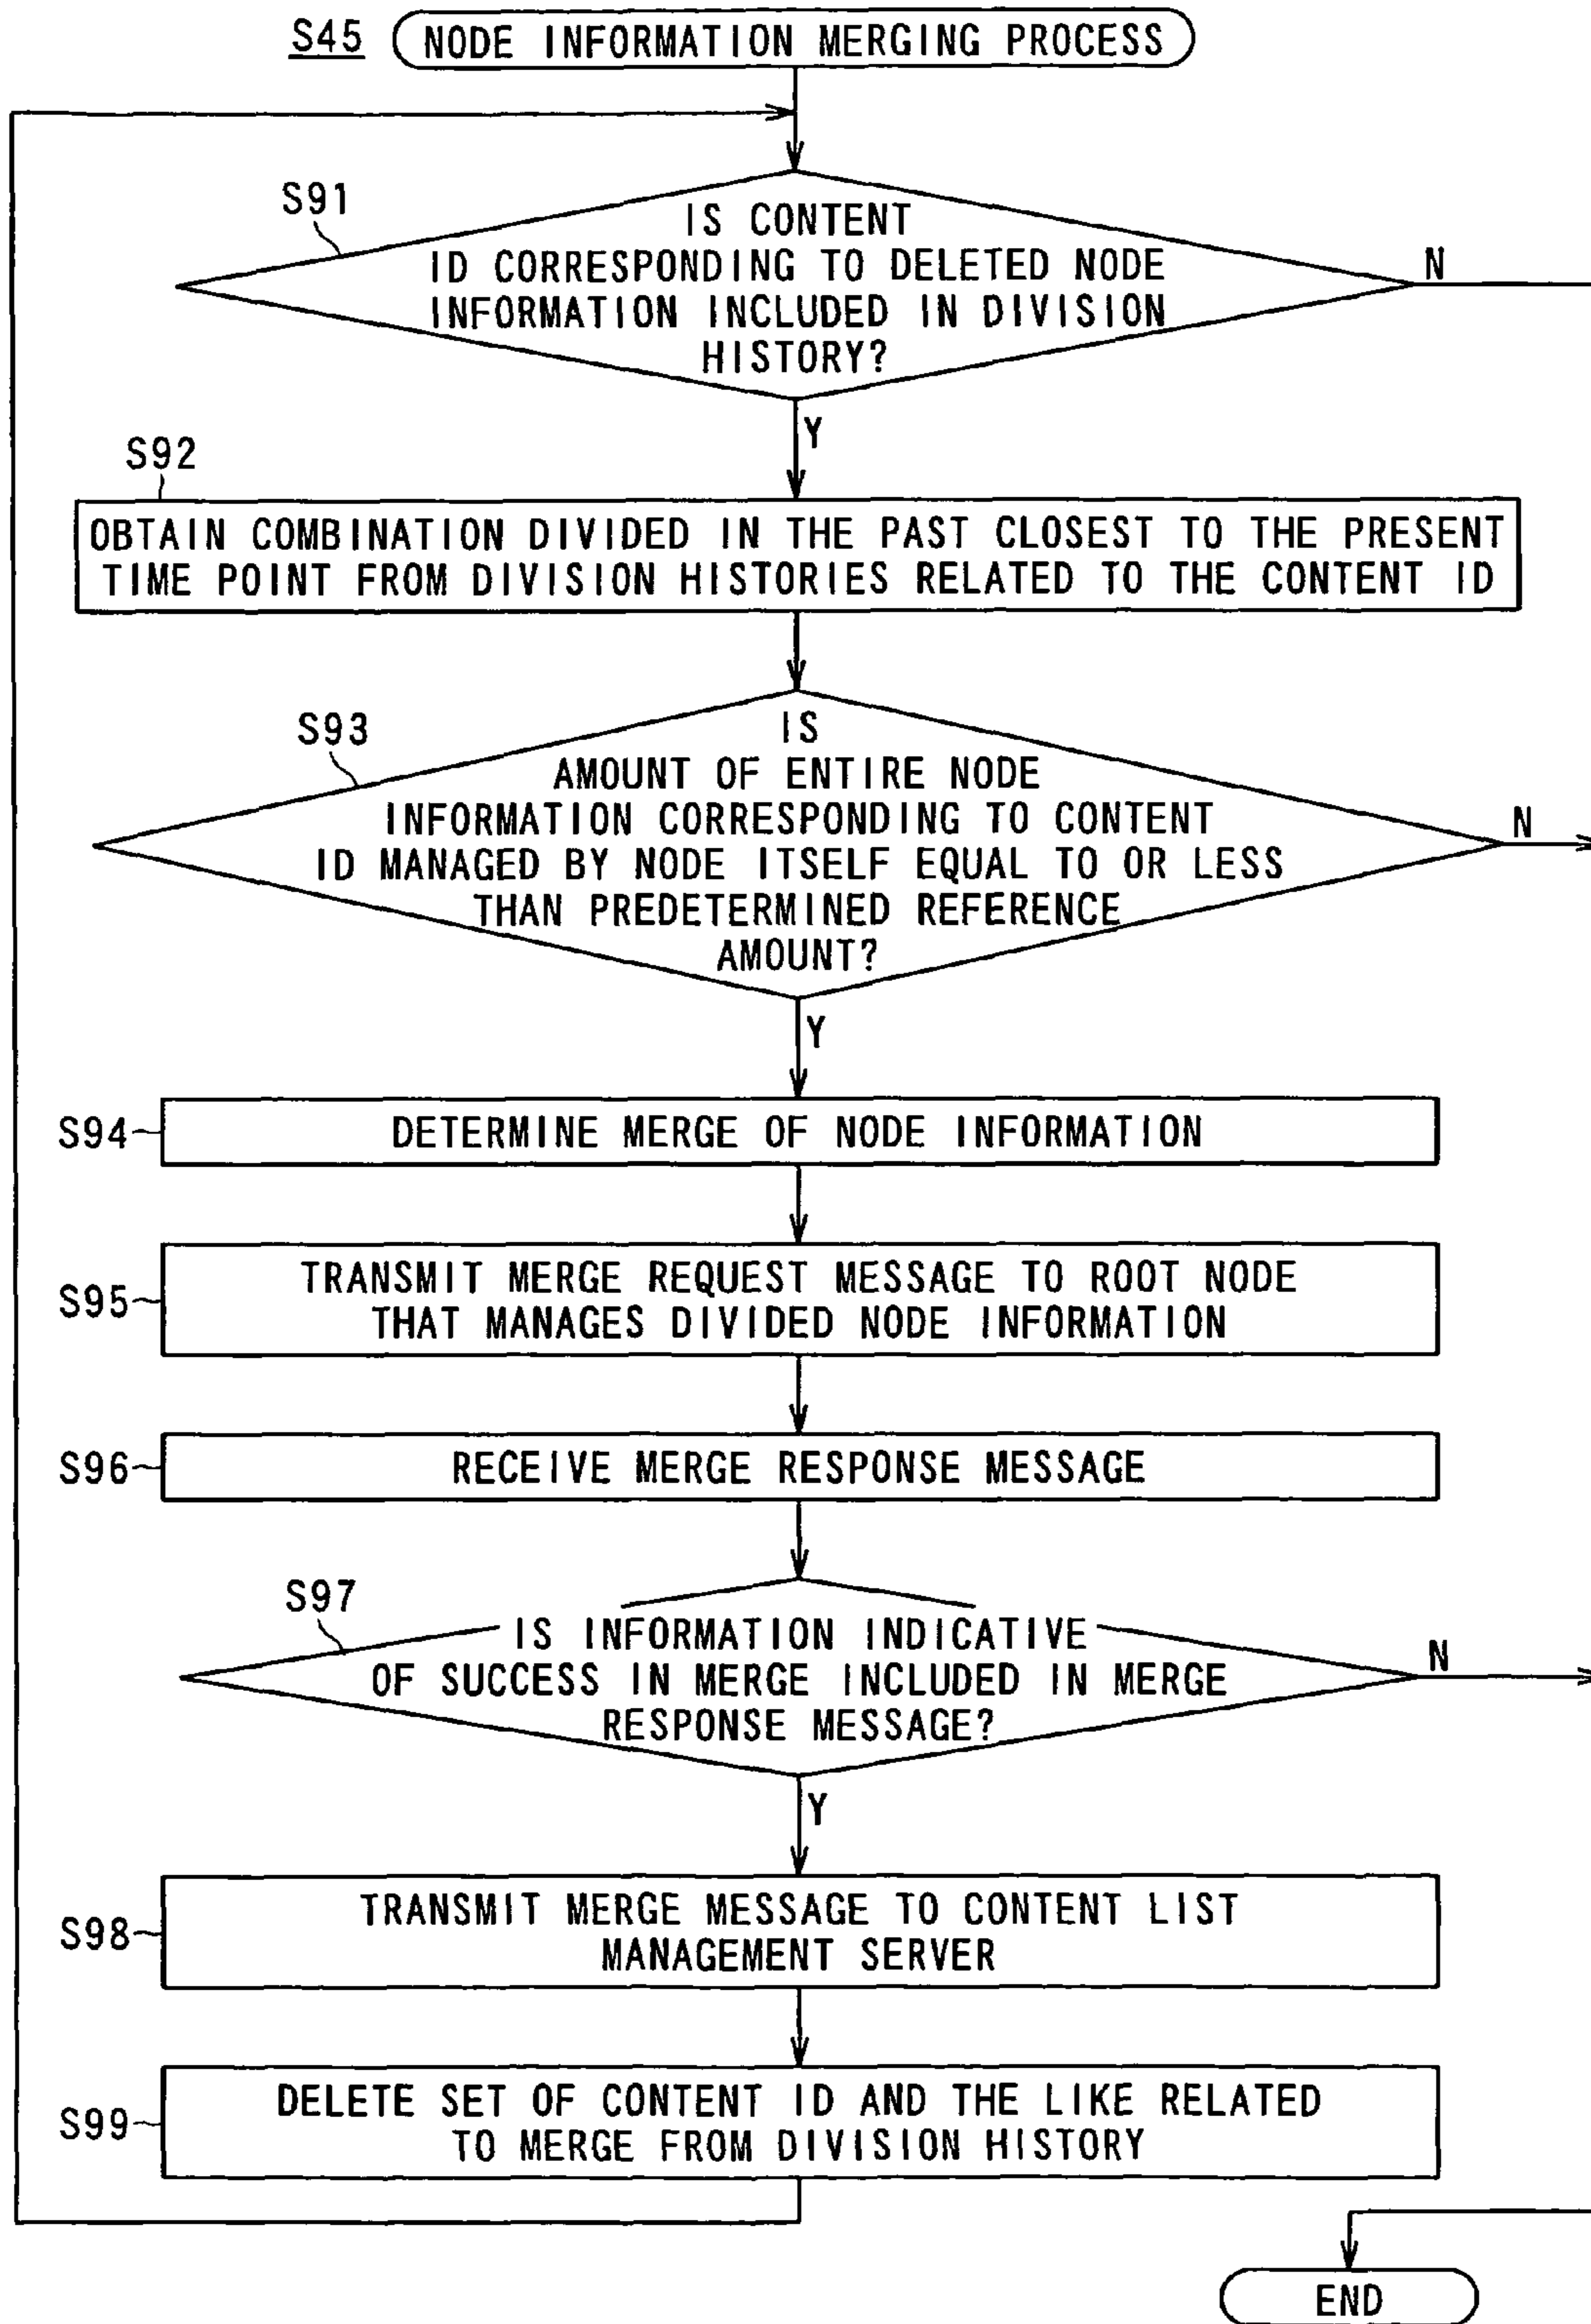 S45 NODE INFORMATION MERGING PROCESS
S91
IS CONTENT
ID CORRESPONDING TO DELETED NODE
INFORMATION INCLUDED IN DIVISION
HISTORY?
N
Y
S92
OBTAIN COMBINATION DIVIDED IN THE PAST CLOSEST TO THE PRESENT
TIME POINT FROM DIVISION HISTORIES RELATED TO THE CONTENT ID
S93
IS
AMOUNT OF ENTIRE NODE
INFORMATION CORRESPONDING TO CONTENT
ID MANAGED BY NODE ITSELF EQUAL TO OR LESS
THAN PREDETERMINED REFERENCE
AMOUNT?
N
Y
S94
DETERMINE MERGE OF NODE INFORMATION
S95
TRANSMIT MERGE REQUEST MESSAGE TO ROOT NODE
THAT MANAGES DIVIDED NODE INFORMATION
S96
RECEIVE MERGE RESPONSE MESSAGE
S97
IS INFORMATION INDICATIVE
OF SUCCESS IN MERGE INCLUDED IN MERGE
RESPONSE MESSAGE?
N
Y
S98
TRANSMIT MERGE MESSAGE TO CONTENT LIST
MANAGEMENT SERVER
S99
DELETE SET OF CONTENT ID AND THE LIKE RELATED
TO MERGE FROM DIVISION HISTORY
END